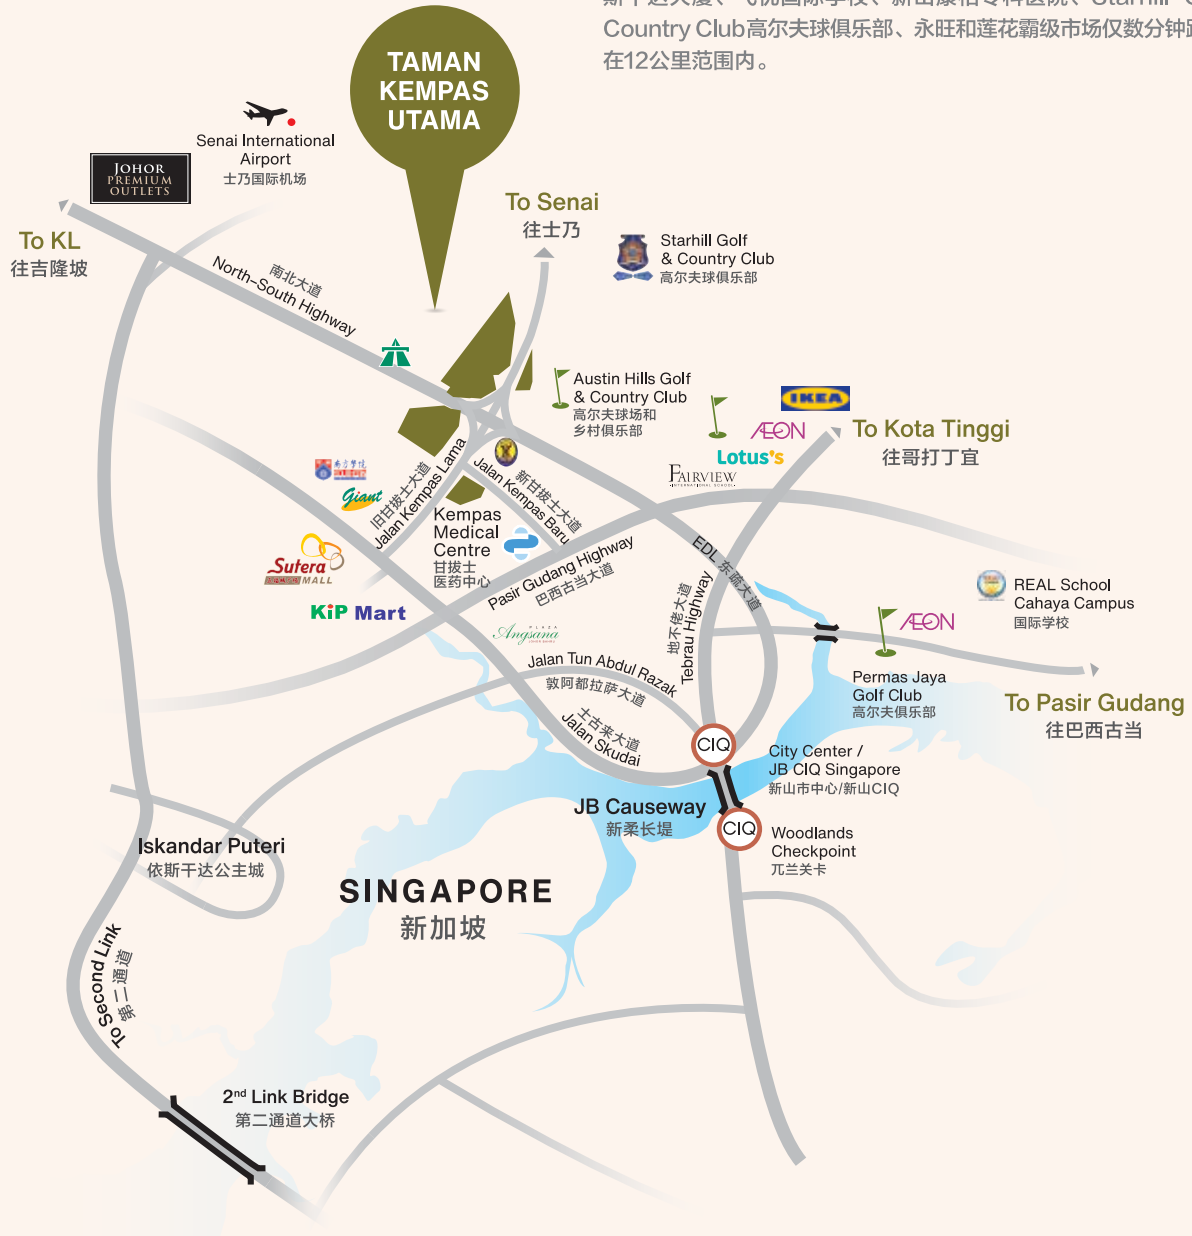 Country Club高尔夫球俱乐部、永旺和莲花霸级市场仅数分钟
在12公里范围内。
TAMAN
KEMPAS
UTAMA
Senai International
Airport
士乃国际机场
JOHOR
PREMIUM
OUTLETS
To KL
往吉隆坡
To Senai
往士乃
Starhill Golf
& Country Club
高尔夫球俱乐部
南北大道
North-South Highway
Austin Hills Golf
& Country Club
高尔夫球场和
乡村俱乐部
IKEA
AEON
Lotus's
FAIRVIEW
INTERNATIONAL SCHOOL
To Kota Tinggi
往哥打丁宜
南方学院
Giant
旧甘拔士大道
Jalan Kempas Lama
新甘拔士大道
Jalan Kempas Baru
Kempas
Medical
Centre
甘拔士
医药中心
Sutera
MALL
KiP Mart
Pasir Gudang Highway
巴西古当大道
EDL 东疏大道
地不佬大道
Tebrau Highway
REAL School
Cahaya Campus
国际学校
AEON
PLAZA
Angsana
JOHOR BAHRU
Jalan Tun Abdul Razak
敦阿都拉萨大道
士古来大道
Jalan Skudai
Permas Jaya
Golf Club
高尔夫俱乐部
To Pasir Gudang
往巴西古当
CIQ
City Center /
JB CIQ Singapore
新山市中心/新山CIQ
JB Causeway
新柔长堤
CIQ
Woodlands
Checkpoint
兀兰关卡
Iskandar Puteri
依斯干达公主城
SINGAPORE
新加坡
To Second Link
第二通道
2nd Link Bridge
第二通道大桥